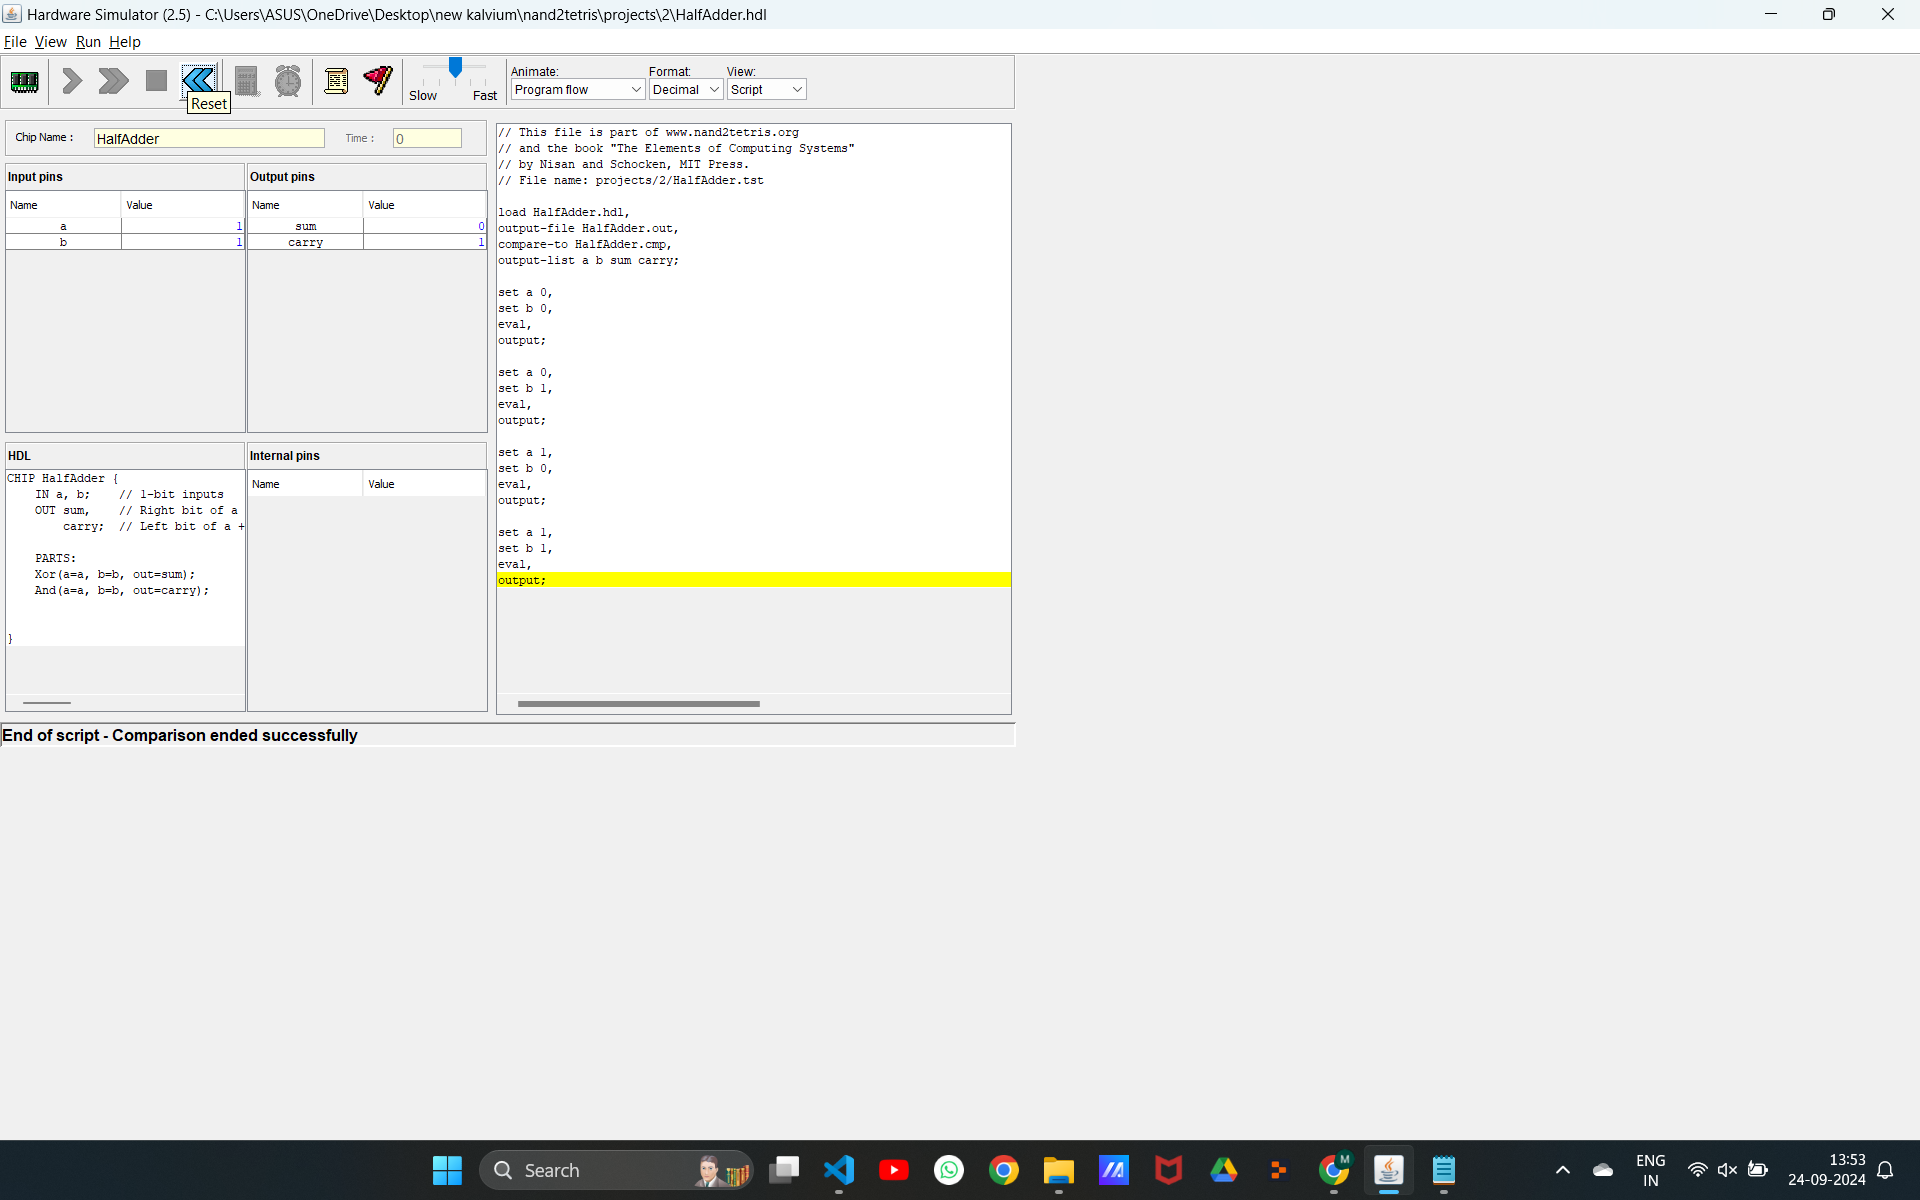 Hardware Simulator (2.5) - C:\Users\ASUS\OneDrive\Desktop\new kalvium\nand2tetris\projects\2\HalfAdder.hdl
File View Run Help
Slow Fast
Animate: Format: View:
Program flow Decimal Script
Reset
Chip Name : HalfAdder Time : 0
Input pins
Name Value
a 1
b 1
Output pins
Name Value
sum 0
carry 1
HDL
CHIP HalfAdder {
IN a, b; // 1-bit inputs
OUT sum, // Right bit of a
carry; // Left bit of a +
PARTS:
Xor(a=a, b=b, out=sum);
And(a=a, b=b, out=carry);
}
Internal pins
Name Value
// This file is part of www.nand2tetris.org
// and the book "The Elements of Computing Systems"
// by Nisan and Schocken, MIT Press.
// File name: projects/2/HalfAdder.tst
load HalfAdder.hdl,
output-file HalfAdder.out,
compare-to HalfAdder.cmp,
output-list a b sum carry;
set a 0,
set b 0,
eval,
output;
set a 0,
set b 1,
eval,
output;
set a 1,
set b 0,
eval,
output;
set a 1,
set b 1,
eval,
output;
End of script - Comparison ended successfully
Search
M
ENG
IN
13:53
24-09-2024